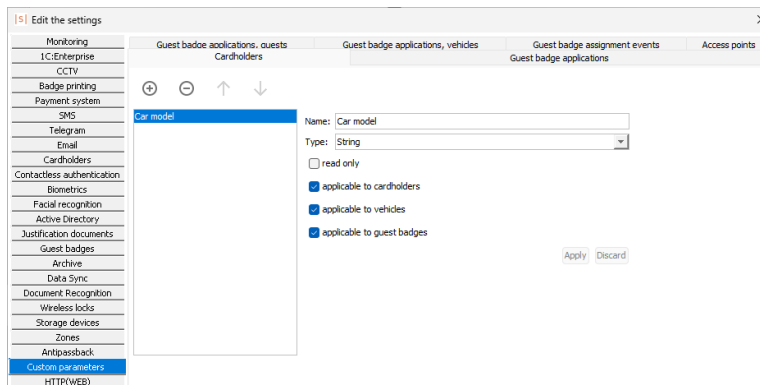 |S| Edit the settings
Monitoring
1C:Enterprise
CCTV
Badge printing
Payment system
SMS
Telegram
Email
Cardholders
Contactless authentication
Biometrics
Facial recognition
Active Directory
Justification documents
Guest badges
Archive
Data Sync
Document Recognition
Wireless locks
Storage devices
Zones
Antipassback
Custom parameters
HTTP(WEB)
Guest badge applications, guests
Guest badge applications, vehicles
Guest badge assignment events
Access points
Cardholders
Guest badge applications
Car model
Name: Car model
Type: String
read only
applicable to cardholders
applicable to vehicles
applicable to guest badges
Apply Discard